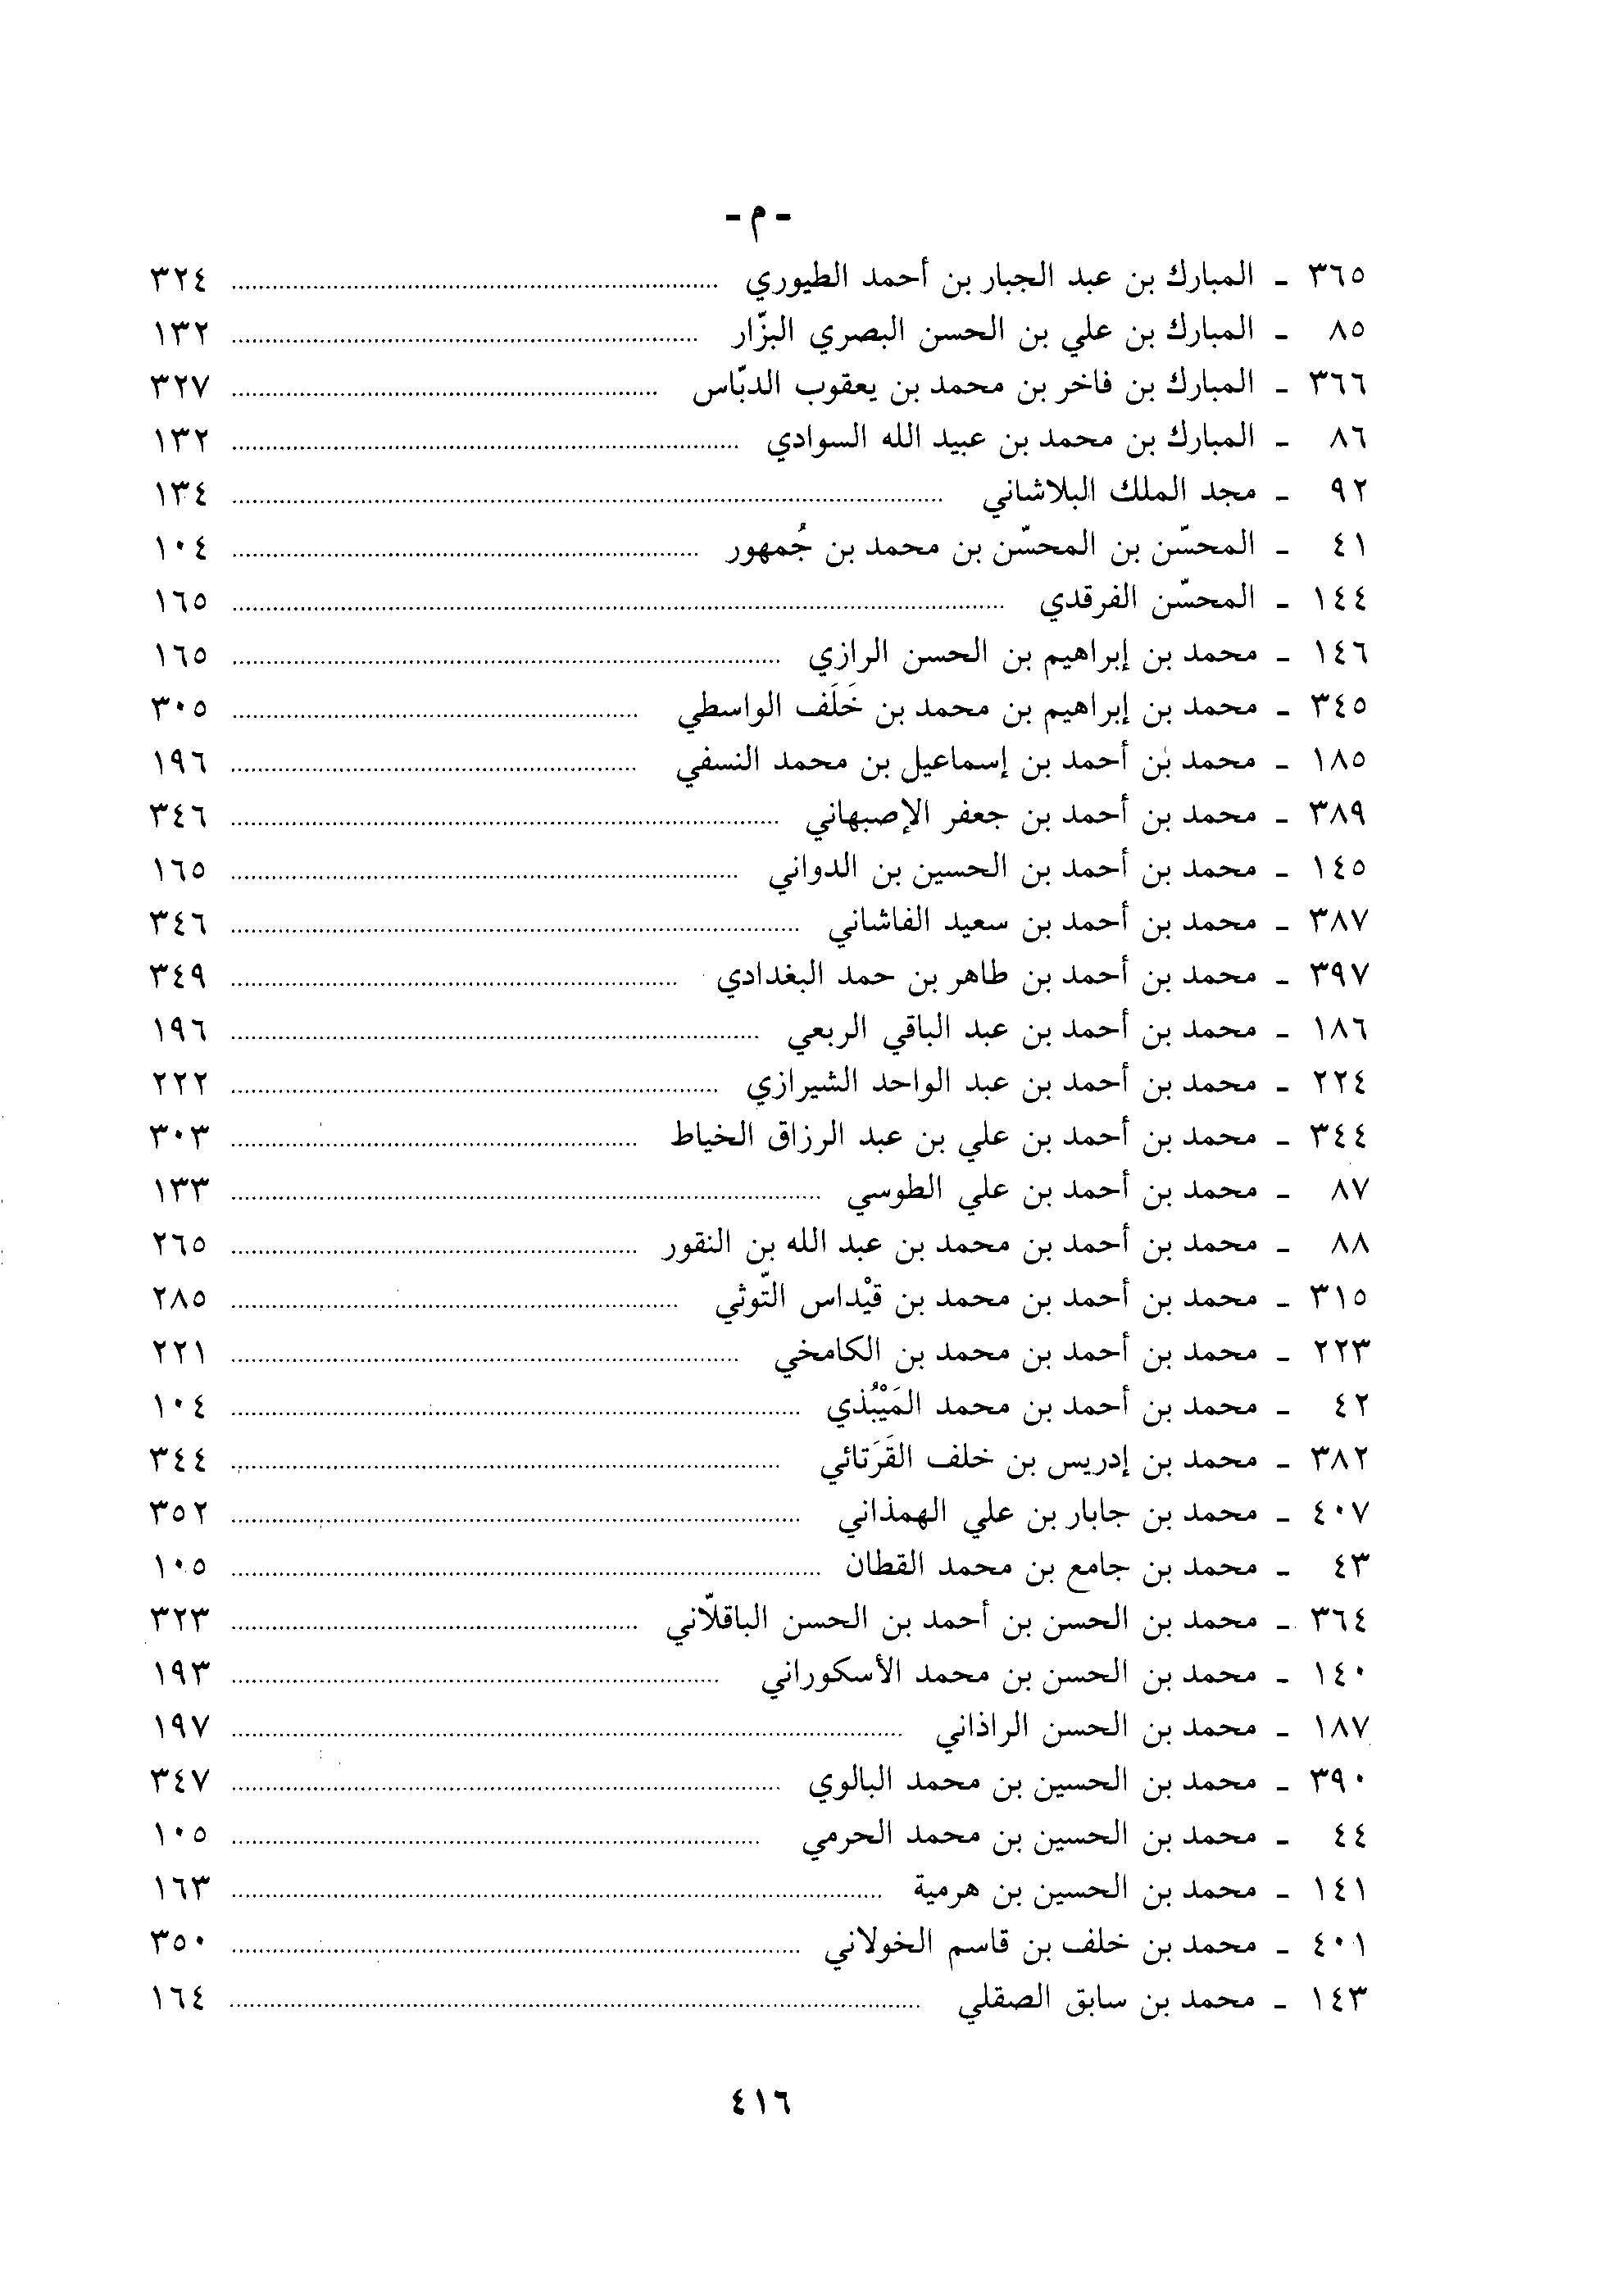 - م -
٣٦٥ - المبارك بن عبد الجبار بن أحمد الطيوري ........ ٣٢٤
٨٥ - المبارك بن علي بن الحسن البصري البزّار ........ ١٣٢
٣٦٦ - المبارك بن فاخر بن محمد بن يعقوب الدبّاس ........ ٣٢٧
٨٦ - المبارك بن محمد بن عبيد الله السوادي ........ ١٣٢
٩٢ - مجد الملك البلاشاني ........ ١٣٤
٤١ - المحسّن بن المحسّن بن محمد بن جُمهور ........ ١٠٤
١٤٤ - المحسّن الفرقدي ........ ١٦٥
١٤٦ - محمد بن إبراهيم بن الحسن الرازي ........ ١٦٥
٣٤٥ - محمد بن إبراهيم بن محمد بن خَلَف الواسطي ........ ٣٠٥
١٨٥ - محمد بن أحمد بن إسماعيل بن محمد النسفي ........ ١٩٦
٣٨٩ - محمد بن أحمد بن جعفر الإصبهاني ........ ٣٤٦
١٤٥ - محمد بن أحمد بن الحسين بن الدواني ........ ١٦٥
٣٨٧ - محمد بن أحمد بن سعيد الفاشاني ........ ٣٤٦
٣٩٧ - محمد بن أحمد بن طاهر بن حمد البغدادي ........ ٣٤٩
١٨٦ - محمد بن أحمد بن عبد الباقي الربعي ........ ١٩٦
٢٢٤ - محمد بن أحمد بن عبد الواحد الشيرازي ........ ٢٢٢
٣٤٤ - محمد بن أحمد بن علي بن عبد الرزاق الخياط ........ ٣٠٣
٨٧ - محمد بن أحمد بن علي الطوسي ........ ١٣٣
٨٨ - محمد بن أحمد بن محمد بن عبد الله بن النقور ........ ٢٦٥
٣١٥ - محمد بن أحمد بن محمد بن قيْداس التّوثي ........ ٢٨٥
٢٢٣ - محمد بن أحمد بن محمد بن الكامخي ........ ٢٢١
٤٢ - محمد بن أحمد بن محمد المَيْبُذي ........ ١٠٤
٣٨٢ - محمد بن إدريس بن خلف القَرَتائي ........ ٣٤٤
٤٠٧ - محمد بن جابار بن علي الهمذاني ........ ٣٥٢
٤٣ - محمد بن جامع بن محمد القطان ........ ١٠٥
٣٦٤ - محمد بن الحسن بن أحمد بن الحسن الباقلّاني ........ ٣٢٣
١٤٠ - محمد بن الحسن بن محمد الأسكوراني ........ ١٩٣
١٨٧ - محمد بن الحسن الراذاني ........ ١٩٧
٣٩٠ - محمد بن الحسين بن محمد البالوي ........ ٣٤٧
٤٤ - محمد بن الحسين بن محمد الحرمي ........ ١٠٥
١٤١ - محمد بن الحسين بن هرمية ........ ١٦٣
٤٠١ - محمد بن خلف بن قاسم الخولاني ........ ٣٥٠
١٤٣ - محمد بن سابق الصقلي ........ ١٦٤
٤١٦